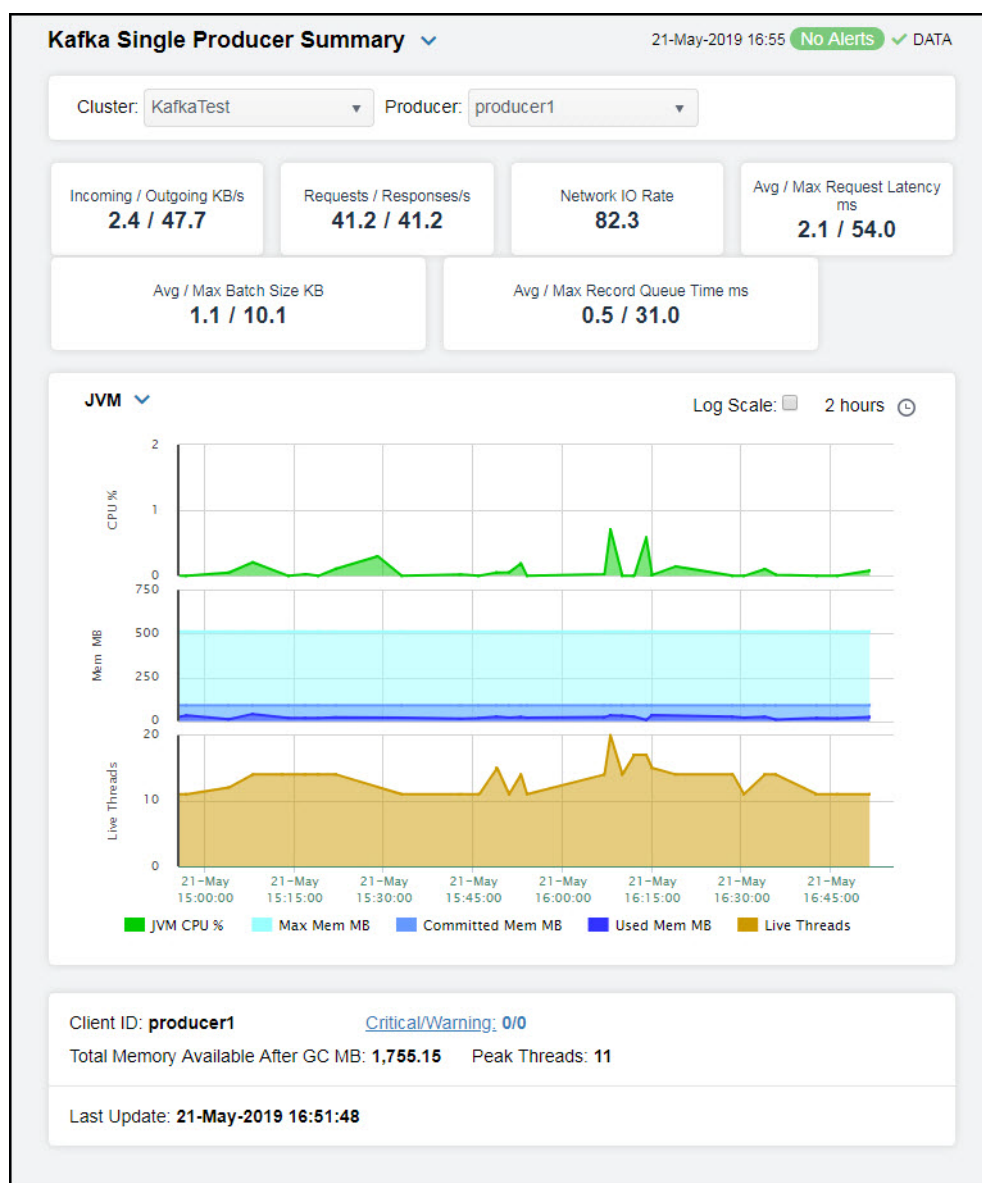 Kafka Single Producer Summary
21-May-2019 16:55 No Alerts DATA
Cluster: KafkaTest Producer: producer1
Incoming / Outgoing KB/s
2.4 / 47.7
Requests / Responses/s
41.2 / 41.2
Network IO Rate
82.3
Avg / Max Request Latency
ms
2.1 / 54.0
Avg / Max Batch Size KB
1.1 / 10.1
Avg / Max Record Queue Time ms
0.5 / 31.0
JVM
Log Scale: 2 hours
CPU %
2
1
0
Mem MB
750
500
250
0
Live Threads
20
10
0
21-May 21-May 21-May 21-May 21-May 21-May 21-May 21-May
15:00:00 15:15:00 15:30:00 15:45:00 16:00:00 16:15:00 16:30:00 16:45:00
JVM CPU % Max Mem MB Committed Mem MB Used Mem MB Live Threads
Client ID: producer1 Critical/Warning: 0/0
Total Memory Available After GC MB: 1,755.15 Peak Threads: 11
Last Update: 21-May-2019 16:51:48